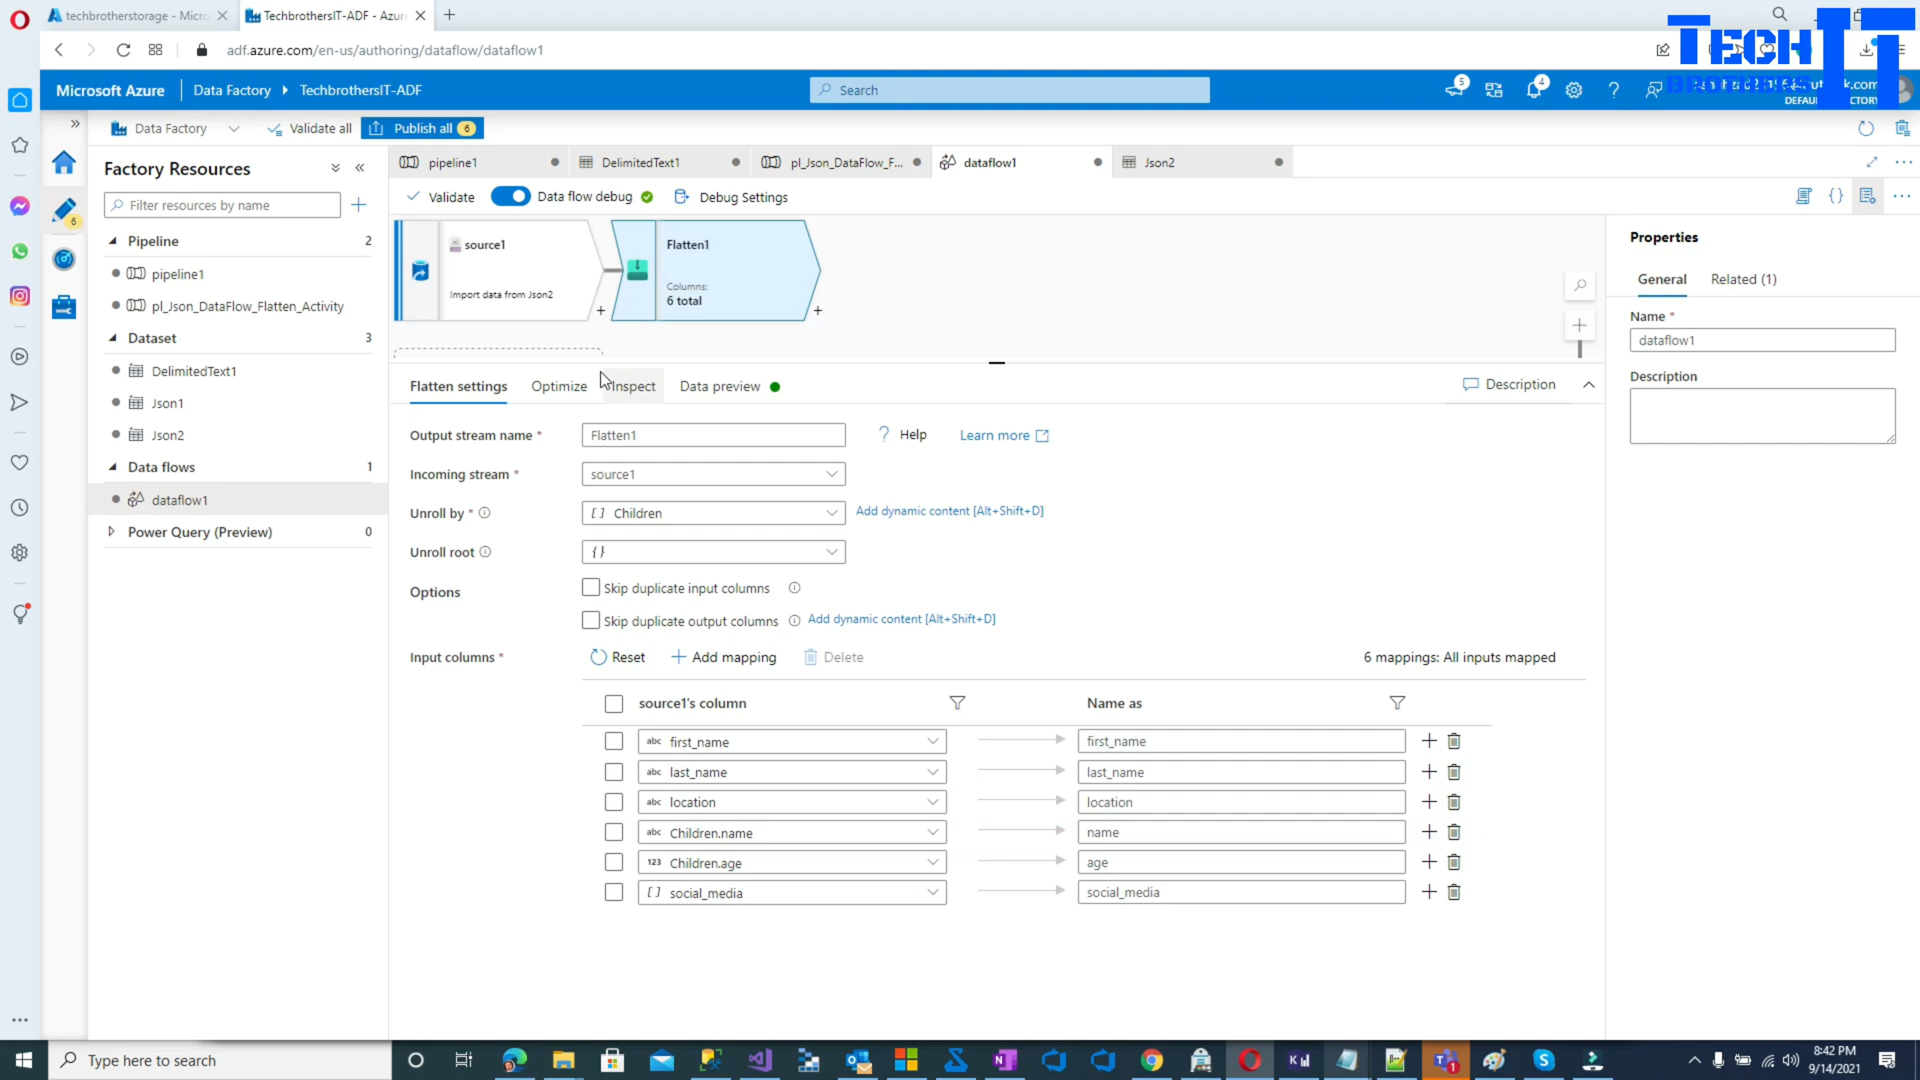 techbrotherstorage - Micro
TechbrothersIT-ADF - Azur
adf.azure.com/en-us/authoring/dataflow/dataflow1
TECH IT
BROTHERS
Microsoft Azure
Data Factory
TechbrothersIT-ADF
Search
5
4
Data Factory
Validate all
Publish all 6
Factory Resources
Filter resources by name
6
Pipeline 2
pipeline1
pl_Json_DataFlow_Flatten_Activity
Dataset 3
DelimitedText1
Json1
Json2
Data flows 1
dataflow1
Power Query (Preview) 0
pipeline1
DelimitedText1
pl_Json_DataFlow_F...
dataflow1
Json2
Validate
Data flow debug
Debug Settings
source1
Import data from Json2
Flatten1
Columns:
6 total
Flatten settings
Optimize
Inspect
Data preview
Description
Output stream name *
Flatten1
Help
Learn more
Incoming stream *
source1
Unroll by *
[] Children
Add dynamic content [Alt+Shift+D]
Unroll root
{}
Options
Skip duplicate input columns
Skip duplicate output columns
Add dynamic content [Alt+Shift+D]
Input columns *
Reset
Add mapping
Delete
6 mappings: All inputs mapped
source1's column
Name as
abc first_name
first_name
abc last_name
last_name
abc location
location
abc Children.name
name
123 Children.age
age
[] social_media
social_media
Properties
General
Related (1)
Name *
dataflow1
Description
Type here to search
8:42 PM
9/14/2021